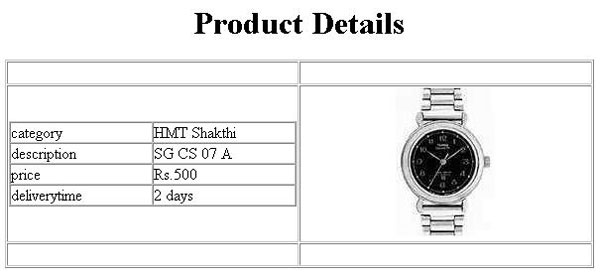 Product Details
category HMT Shakthi
description SG CS 07 A
price Rs.500
deliverytime 2 days